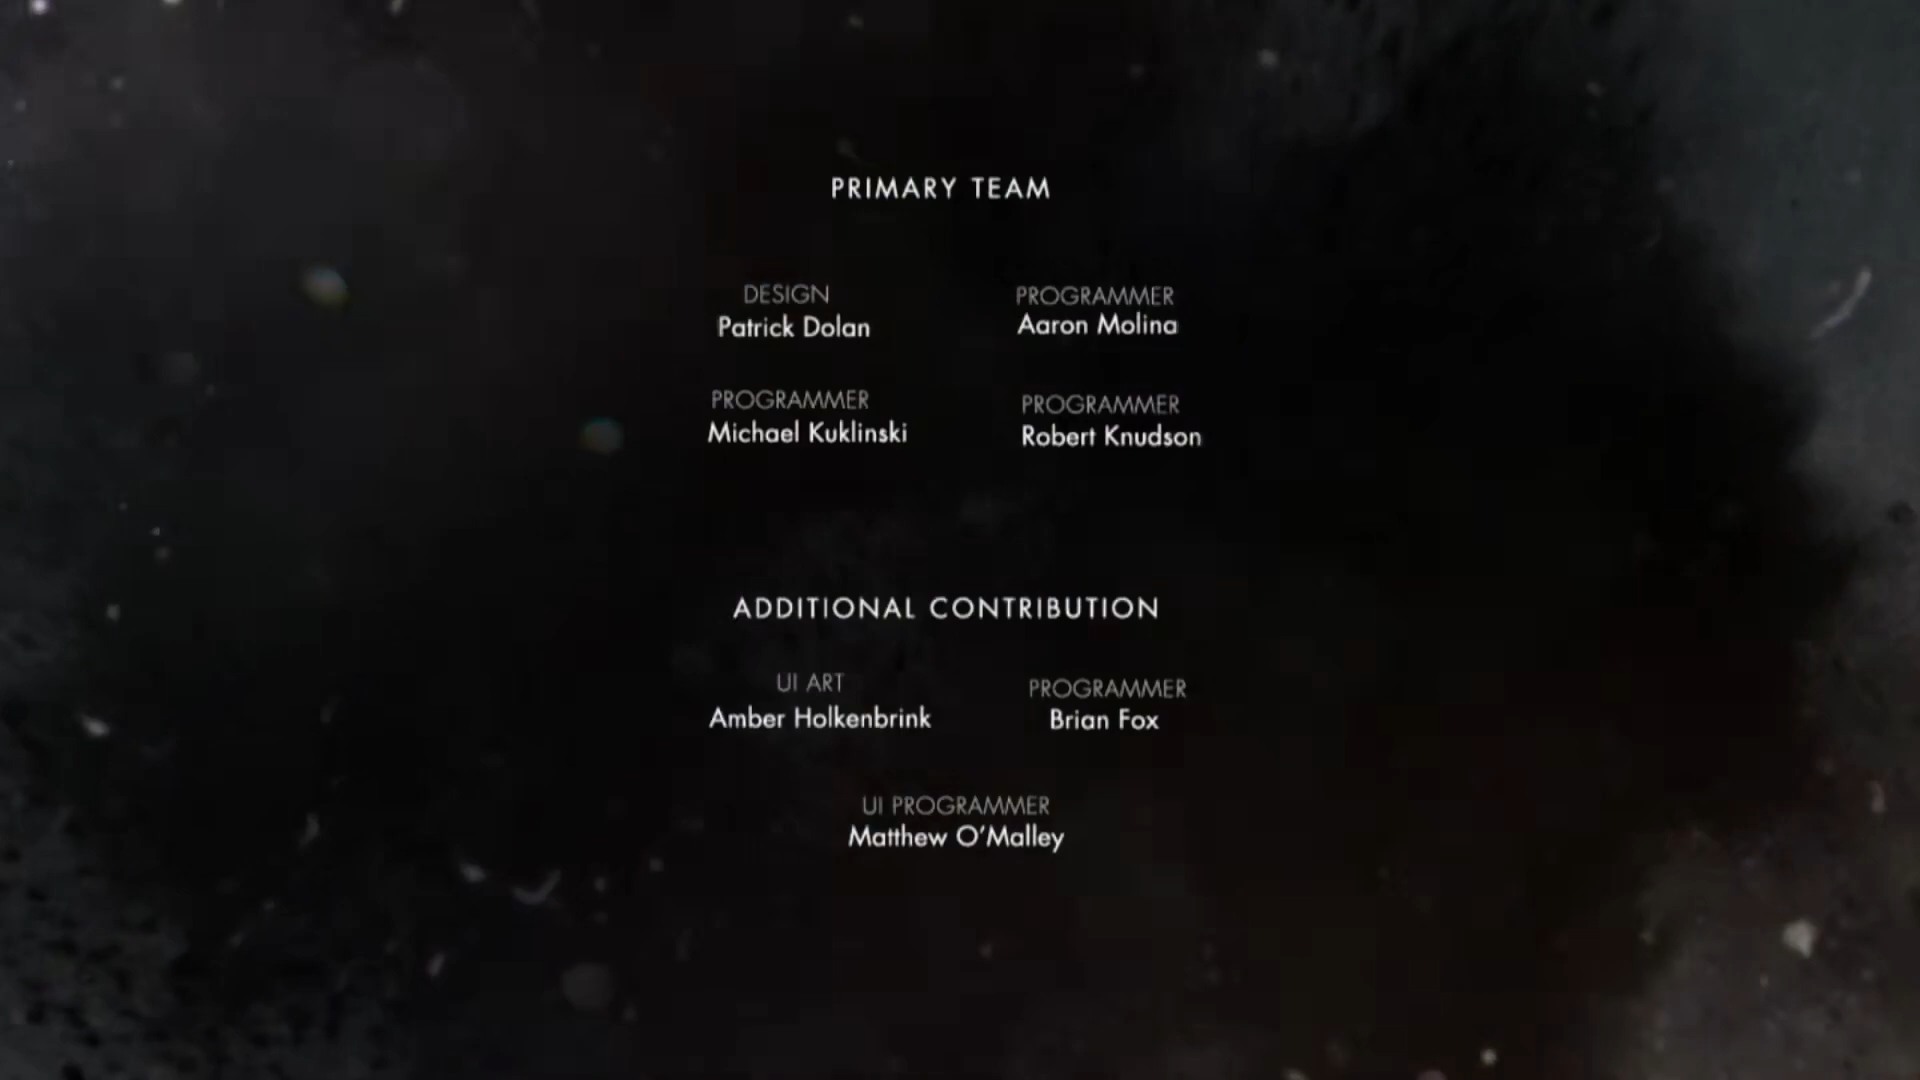 PRIMARY TEAM
DESIGN
Patrick Dolan
PROGRAMMER
Aaron Molina
PROGRAMMER
Michael Kuklinski
PROGRAMMER
Robert Knudson
ADDITIONAL CONTRIBUTION
UI ART
Amber Holkenbrink
PROGRAMMER
Brian Fox
UI PROGRAMMER
Matthew O’Malley